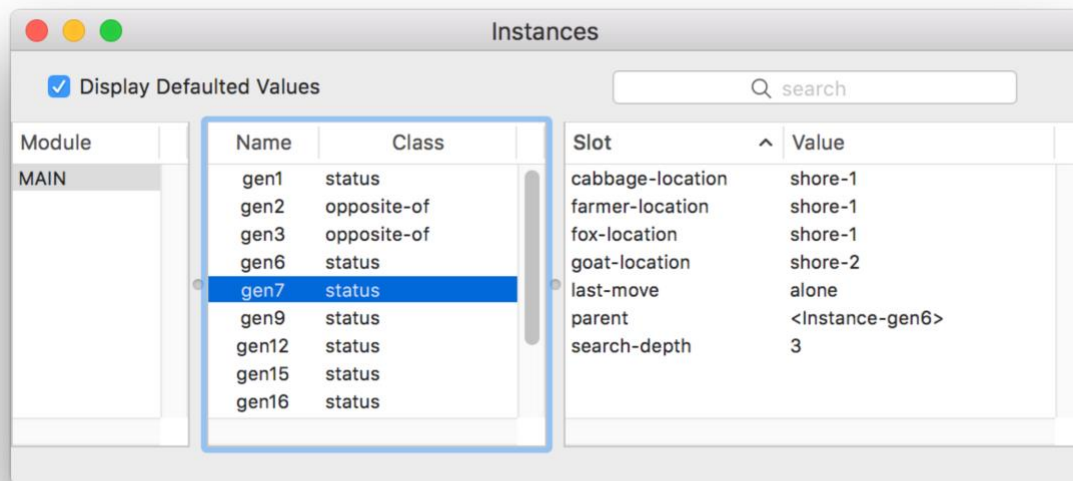 Instances
Display Defaulted Values
search
Module
MAIN
Name Class
gen1 status
gen2 opposite-of
gen3 opposite-of
gen6 status
gen7 status
gen9 status
gen12 status
gen15 status
gen16 status
Slot Value
cabbage-location shore-1
farmer-location shore-1
fox-location shore-1
goat-location shore-2
last-move alone
parent <Instance-gen6>
search-depth 3